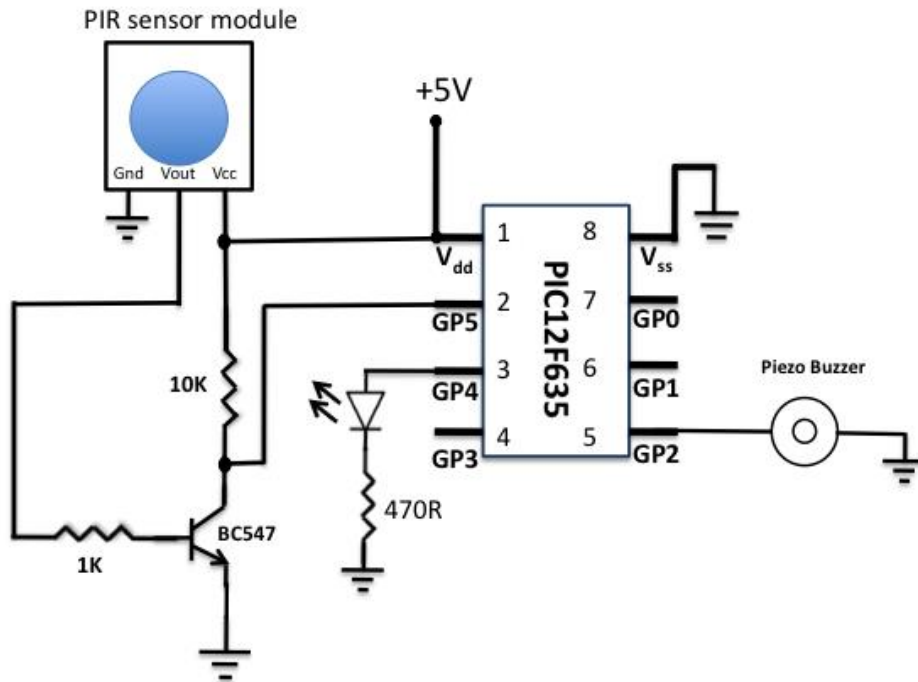 PIR sensor module
Gnd Vout Vcc
+5V
1 8
Vdd Vss
2 7
GP5 GP0
3 6
GP4 GP1
4 5
GP3 GP2
PIC12F635
Piezo Buzzer
10K
470R
BC547
1K